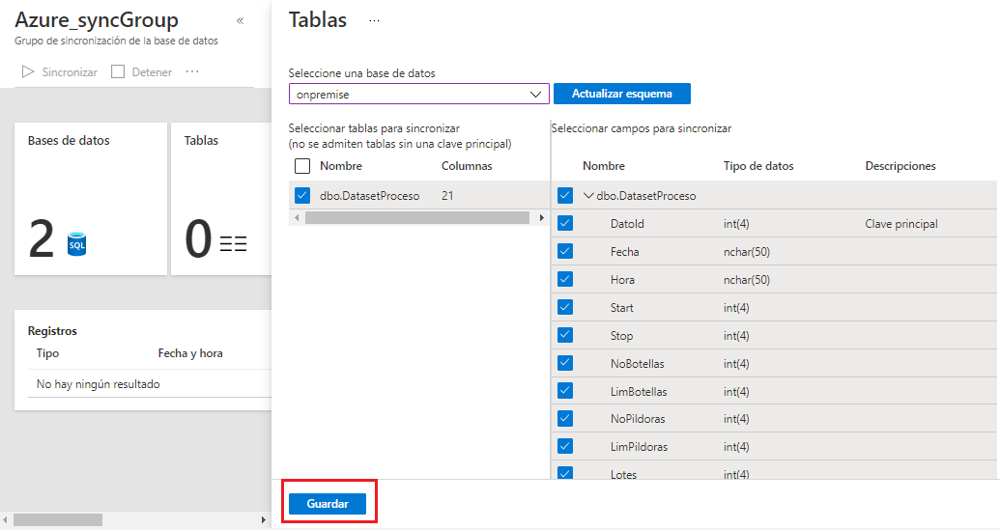 Azure_syncGroup
«
Grupo de sincronización de la base de datos
Sincronizar
Detener
...
Bases de datos
2
SQL
Tablas
0
Registros
Tipo
Fecha y hora
No hay ningún resultado
Tablas
...
Seleccione una base de datos
onpremise
Actualizar esquema
Seleccionar tablas para sincronizar
(no se admiten tablas sin una clave principal)
Nombre Columnas
dbo.DatasetProceso 21
Seleccionar campos para sincronizar
Nombre Tipo de datos Descripciones
dbo.DatasetProceso
DatoId int(4) Clave principal
Fecha nchar(50)
Hora nchar(50)
Start int(4)
Stop int(4)
NoBotellas int(4)
LimBotellas int(4)
NoPildoras int(4)
LimPildoras int(4)
Lotes int(4)
Guardar